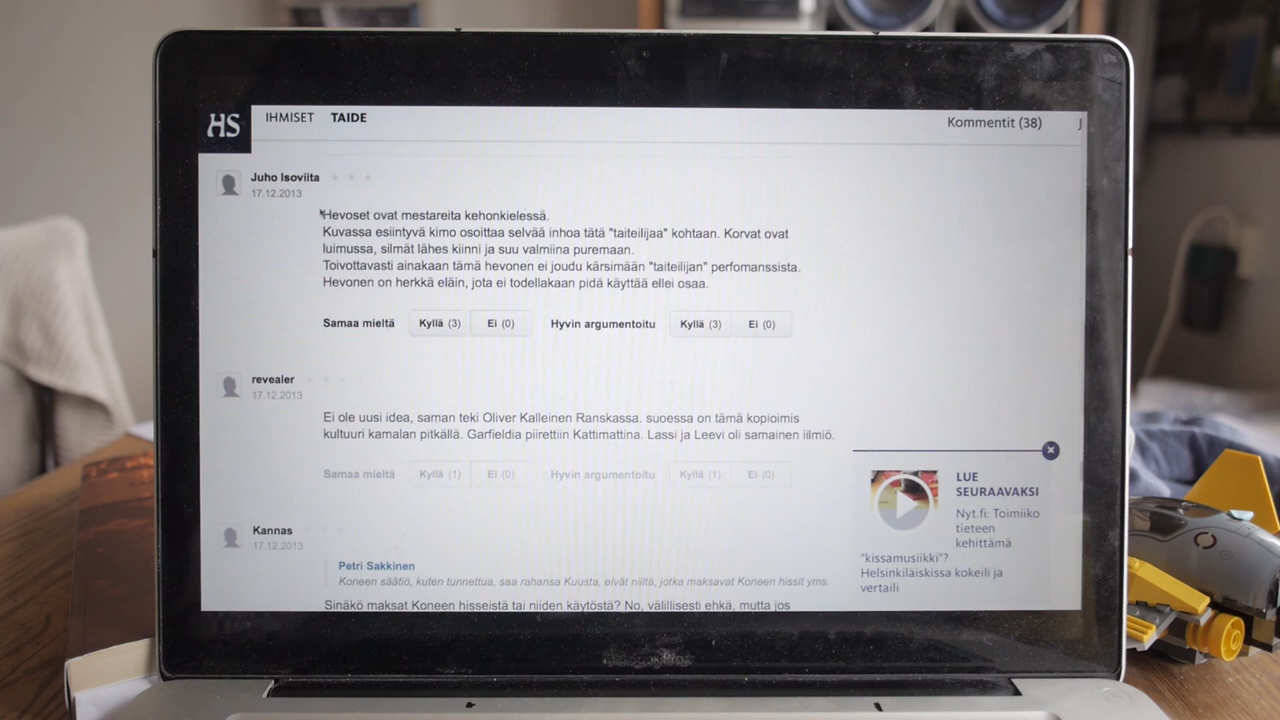 HS
IHMISET TAIDE
Kommentit (38)
J
Juho Isoviita
17.12.2013
Hevoset ovat mestareita kehonkielessä.
Kuvassa esiintyvä kimo osoittaa selvää inhoa tätä "taiteilijaa" kohtaan. Korvat ovat
luimussa, silmät lähes kiinni ja suu valmiina puremaan.
Toivottavasti ainakaan tämä hevonen ei joudu kärsimään "taiteilijan" perfomanssista.
Hevonen on herkkä eläin, jota ei todellakaan pidä käyttää ellei osaa.
Samaa mieltä Kyllä (3) Ei (0) Hyvin argumentoitu Kyllä (3) Ei (0)
revealer
17.12.2013
Ei ole uusi idea, saman teki Oliver Kalleinen Ranskassa. suoessa on tämä kopioimis
kultuuri kamalan pitkällä. Garfieldia piirettiin Kattimattina. Lassi ja Leevi oli samainen iilmiö.
Samaa mieltä Kyllä (1) Ei (0) Hyvin argumentoitu Kyllä (1) Ei (0)
Kannas
17.12.2013
Petri Sakkinen
Koneen säätiö, kuten tunnettua, saa rahansa Kuusta, eivät niiltä, jotka maksavat Koneen hissit yms.
Sinäkö maksat Koneen hisseistä tai niiden käytöstä? No, välillisesti ehkä, mutta jos
LUE
SEURAAVAKSI
Nyt.fi: Toimiiko
tieteen
kehittämä
"kissamusiikki"?
Helsinkiläiskissa kokeili ja
vertaili